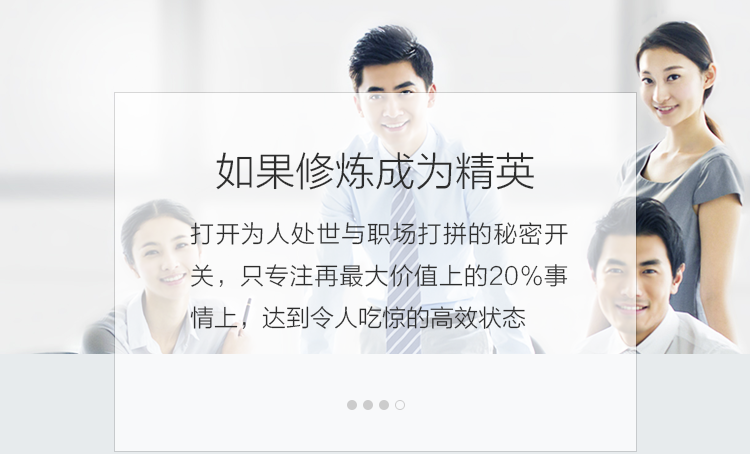 如果修炼成为精英
打开为人处世与职场打拼的秘密开
关，只专注再最大价值上的20%事
情上，达到令人吃惊的高效状态